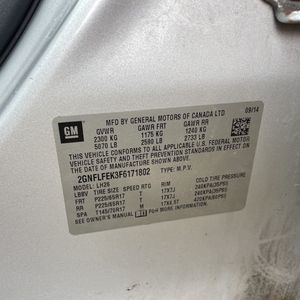 GM
09/14
MFD BY GENERAL MOTORS OF CANADA LTD
GVWR GAWR FRT GAWR RR
2300 KG 1175 KG 1240 KG
5070 LB 2590 LB 2733 LB
THIS VEHICLE CONFORMS TO ALL APPLICABLE U.S. FEDERAL MOTOR
VEHICLE SAFETY, BUMPER, AND THEFT PREVENTION STANDARDS
IN EFFECT ON THE DATE OF MANUFACTURE SHOWN ABOVE.
2GNFLFEK3F6171802
TYPE: M.P.V.
MODEL: LH26
TIRE SIZE SPEED RTG RIM COLD TIRE PRESSURE
FRT P225/65R17 T 17X7J 240KPA(35PSI)
RR P225/65R17 T 17X7J 240KPA(35PSI)
SPA T145/70R17 M 420KPA(60PSI)
SEE OWNER'S MANUAL FOR